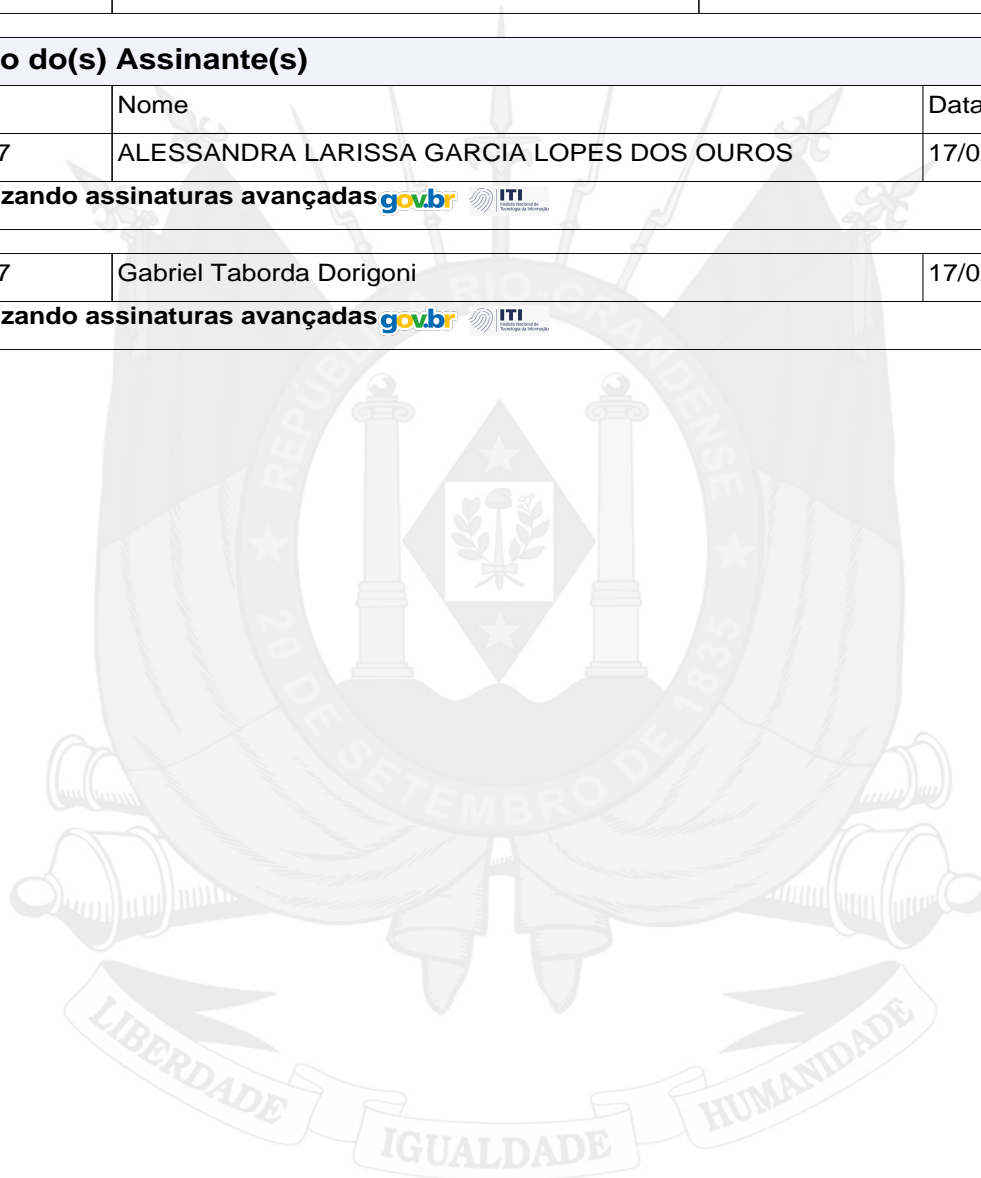 o do(s) Assinante(s)
Nome Data
7 ALESSANDRA LARISSA GARCIA LOPES DOS OUROS 17/0
zando assinaturas avançadas gov.br ITI
7 Gabriel Taborda Dorigoni 17/0
zando assinaturas avançadas gov.br ITI
REPÚBLICA RIO-GRANDENSE
20 DE SETEMBRO DE 1835
LIBERDADE
IGUALDADE
HUMANIDADE